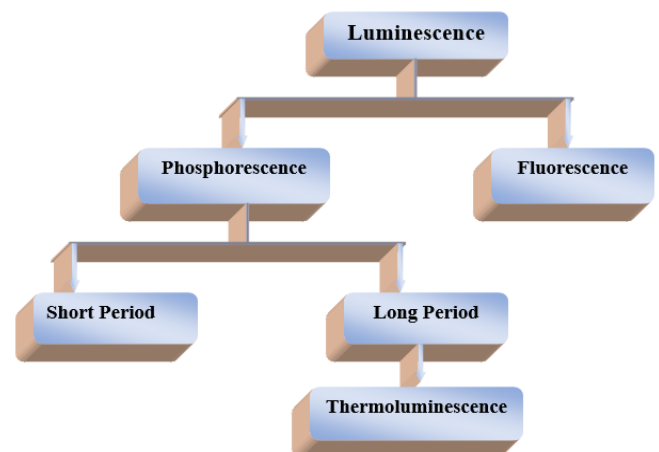 Luminescence
Phosphorescence
Fluorescence
Short Period
Long Period
Thermoluminescence